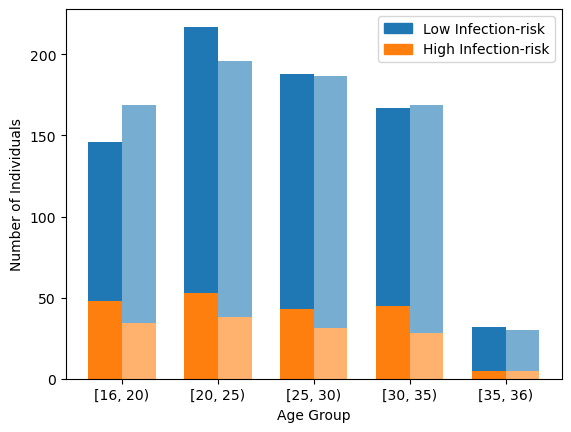 Low Infection-risk
High Infection-risk
Number of Individuals
200
150
100
50
0
[16, 20)
[20, 25)
[25, 30)
[30, 35)
[35, 36)
Age Group